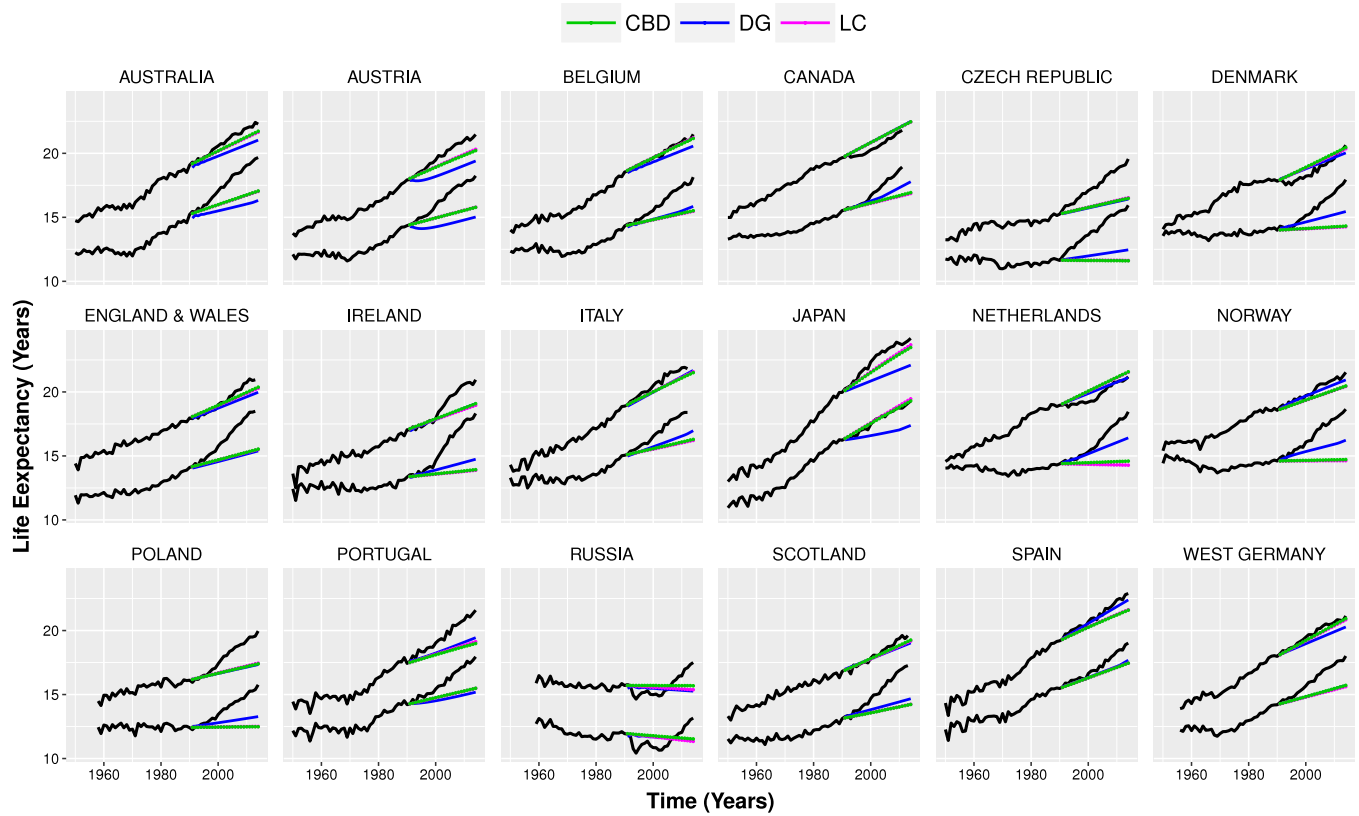 CBD DG LC
AUSTRALIA AUSTRIA BELGIUM CANADA CZECH REPUBLIC DENMARK
20
15
10
ENGLAND & WALES IRELAND ITALY JAPAN NETHERLANDS NORWAY
20
15
10
POLAND PORTUGAL RUSSIA SCOTLAND SPAIN WEST GERMANY
20
15
10
1960 1980 2000 1960 1980 2000 1960 1980 2000 1960 1980 2000 1960 1980 2000 1960 1980 2000
Life Eexpectancy (Years)
Time (Years)